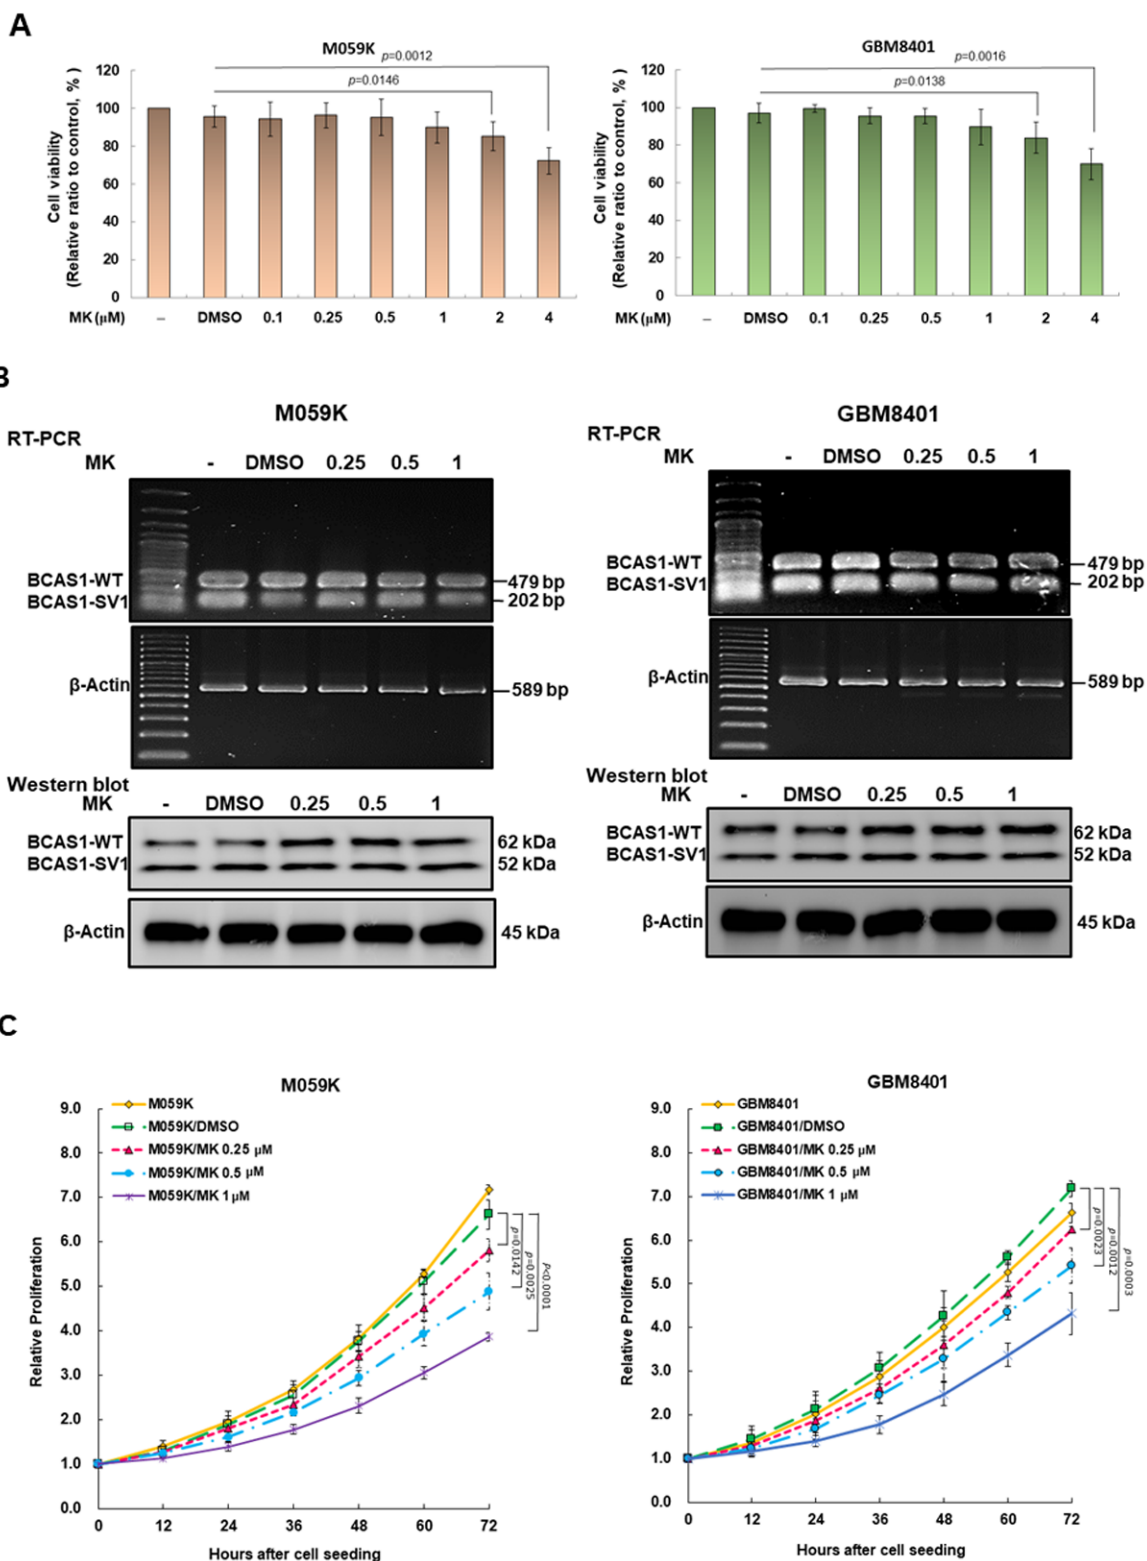 A
M059K
p=0.0012
p=0.0146
Cell viability
(Relative ratio to control, % )
120
100
80
60
40
20
0
MK (μM) – DMSO 0.1 0.25 0.5 1 2 4
GBM8401
p=0.0016
p=0.0138
Cell viability
(Relative ratio to control, % )
120
100
80
60
40
20
0
MK (μM) – DMSO 0.1 0.25 0.5 1 2 4
B
M059K
RT-PCR
MK - DMSO 0.25 0.5 1
BCAS1-WT 479 bp
BCAS1-SV1 202 bp
β-Actin 589 bp
Western blot
MK - DMSO 0.25 0.5 1
BCAS1-WT 62 kDa
BCAS1-SV1 52 kDa
β-Actin 45 kDa
GBM8401
RT-PCR
MK - DMSO 0.25 0.5 1
BCAS1-WT 479 bp
BCAS1-SV1 202 bp
β-Actin 589 bp
Western blot
MK - DMSO 0.25 0.5 1
BCAS1-WT 62 kDa
BCAS1-SV1 52 kDa
β-Actin 45 kDa
C
M059K
M059K
M059K/DMSO
M059K/MK 0.25 μM
M059K/MK 0.5 μM
M059K/MK 1 μM
Relative Proliferation
9.0
8.0
7.0
6.0
5.0
4.0
3.0
2.0
1.0
0.0
p=0.0142
p=0.0025
P<0.0001
0 12 24 36 48 60 72
Hours after cell seeding
GBM8401
GBM8401
GBM8401/DMSO
GBM8401/MK 0.25 μM
GBM8401/MK 0.5 μM
GBM8401/MK 1 μM
Relative Proliferation
9.0
8.0
7.0
6.0
5.0
4.0
3.0
2.0
1.0
0.0
p=0.0023
p=0.0012
p=0.0003
0 12 24 36 48 60 72
Hours after cell seeding